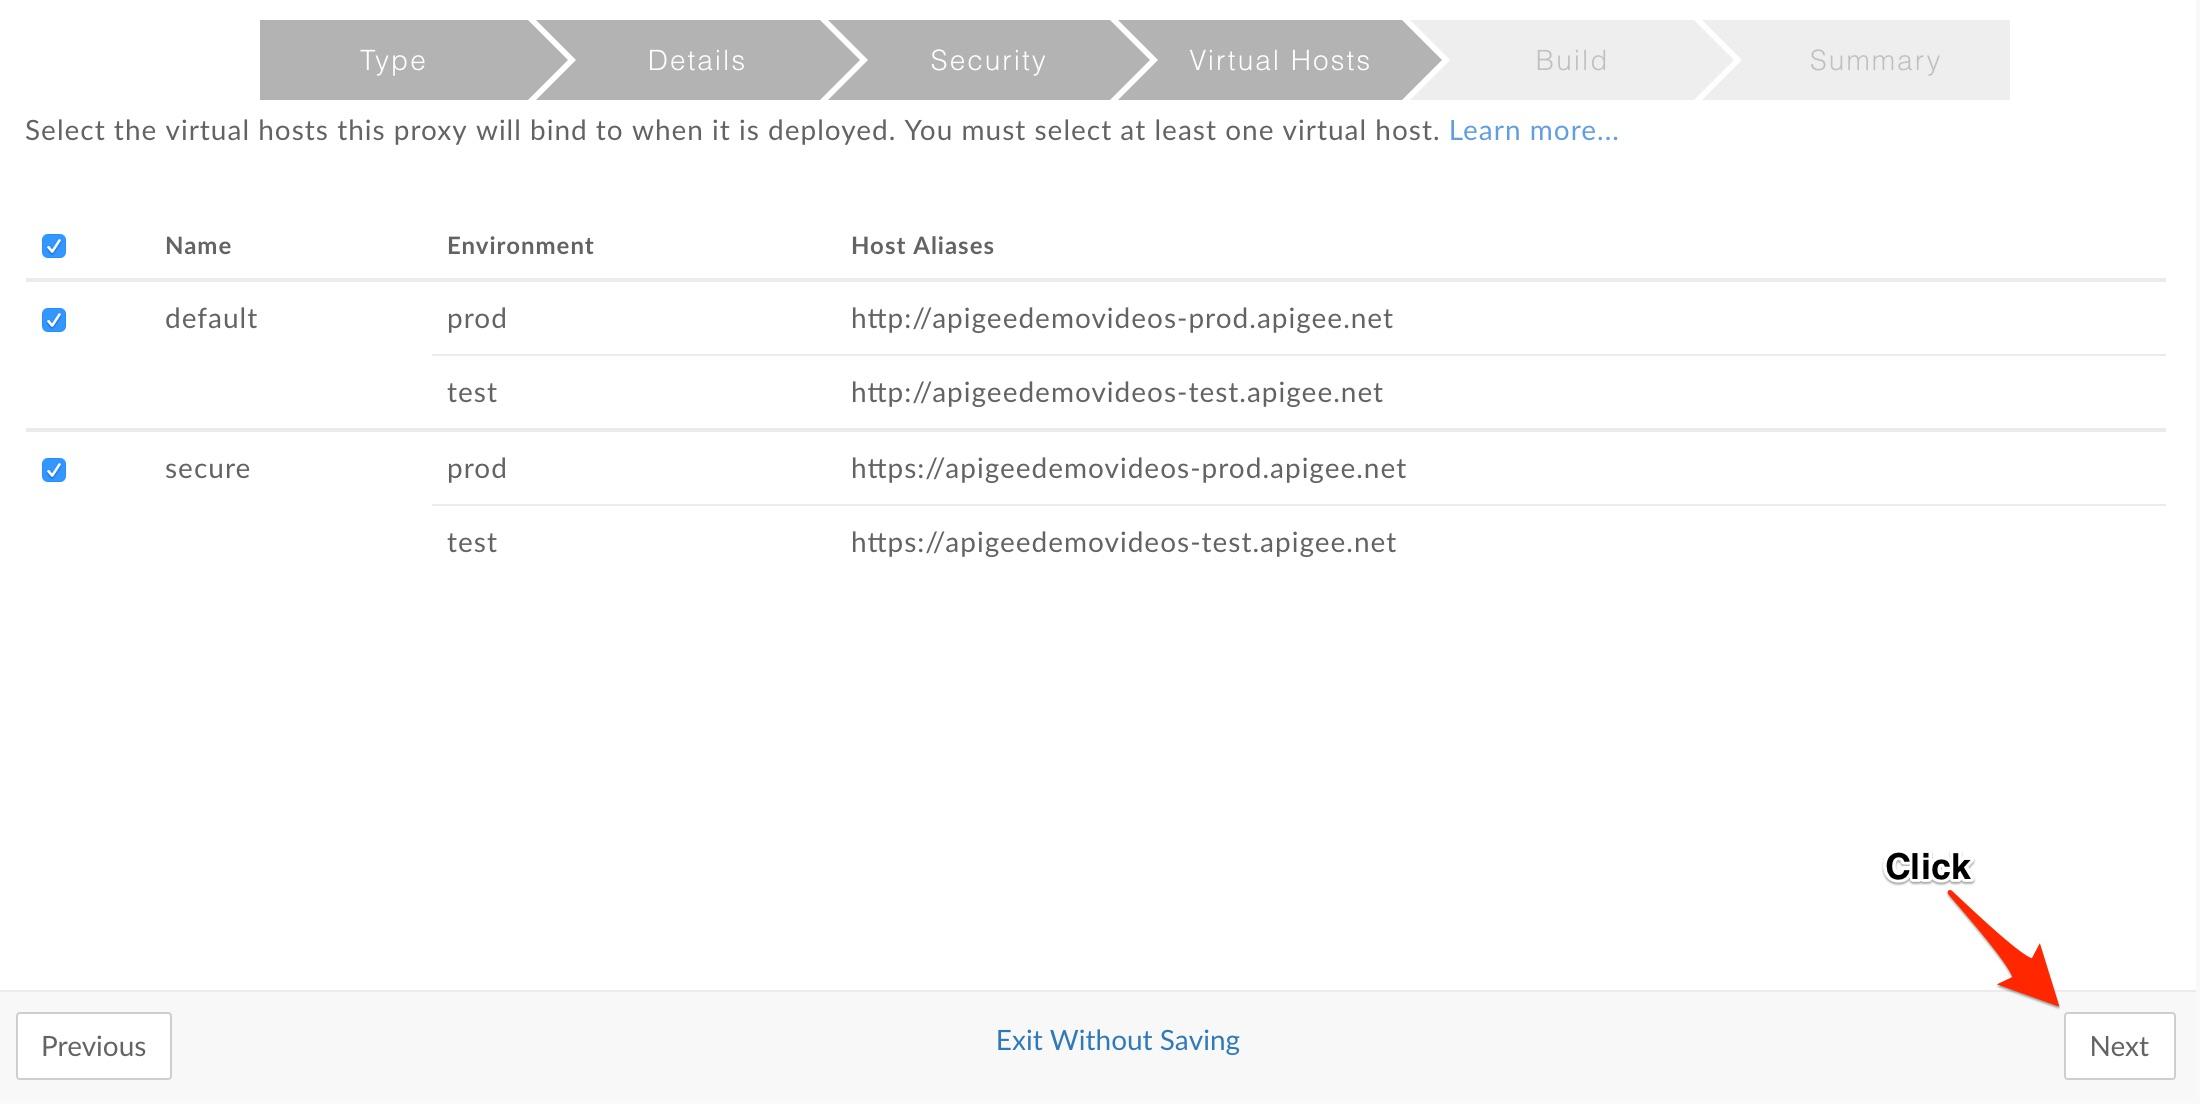 Type Details Security Virtual Hosts Build Summary
Select the virtual hosts this proxy will bind to when it is deployed. You must select at least one virtual host. Learn more...
Name Environment Host Aliases
default prod http://apigeedemovideos-prod.apigee.net
test http://apigeedemovideos-test.apigee.net
secure prod https://apigeedemovideos-prod.apigee.net
test https://apigeedemovideos-test.apigee.net
Click
Previous Exit Without Saving Next